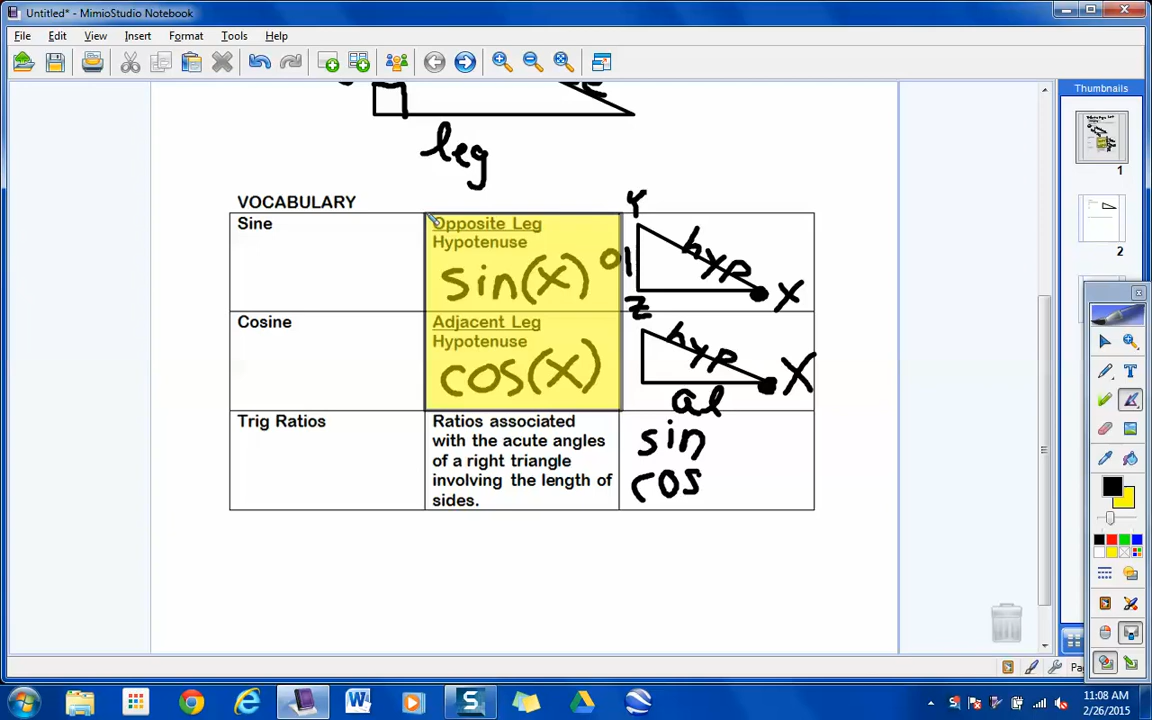 Untitled* - MimioStudio Notebook
File Edit View Insert Format Tools Help
Thumbnails
leg
1
VOCABULARY
Sine
Opposite Leg
Hypotenuse
sin(X)
Y
hyp
ol
Z
X
2
Cosine
Adjacent Leg
Hypotenuse
cos(X)
hyp
X
al
Trig Ratios
Ratios associated
with the acute angles
of a right triangle
involving the length of
sides.
sin
cos
11:08 AM
2/26/2015